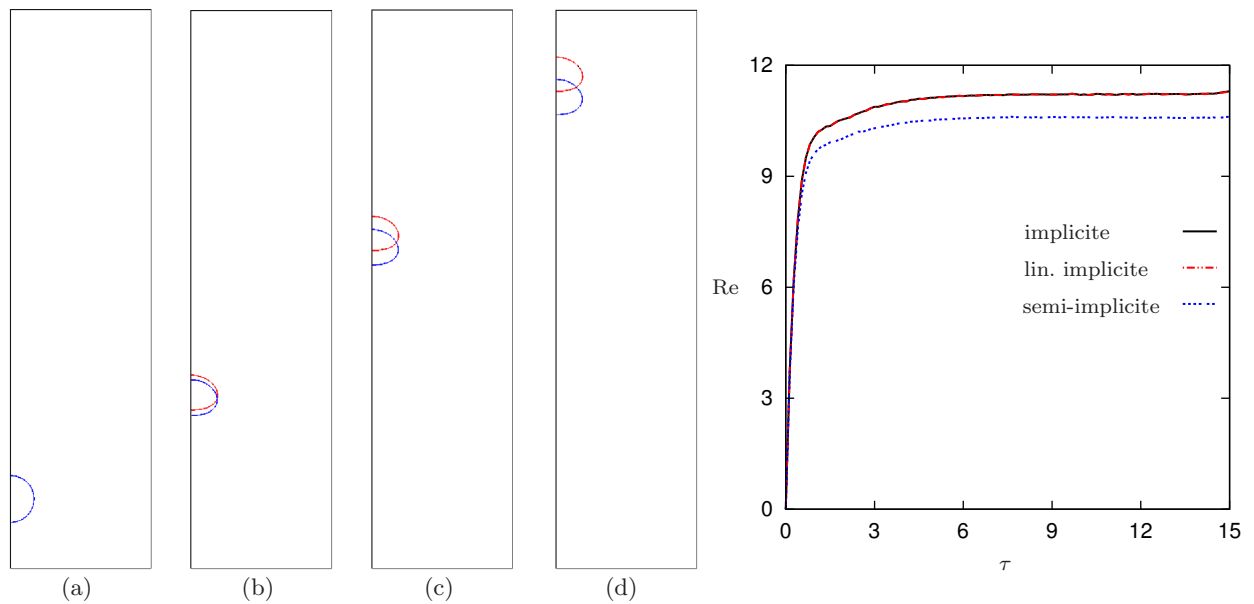 12
9
6
3
0
Re
implicite
lin. implicite
semi-implicite
0 3 6 9 12 15
τ
(a) (b) (c) (d)